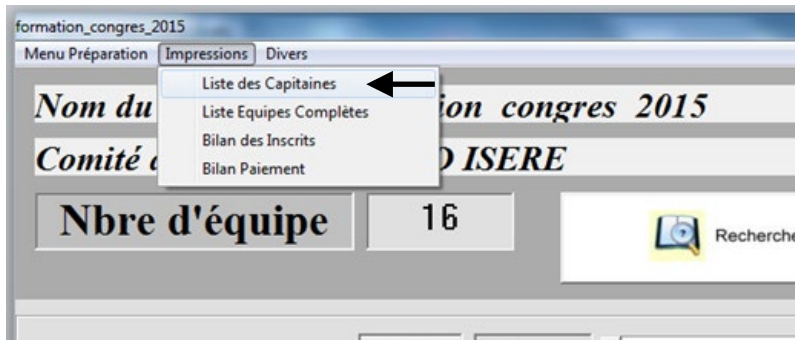 formation_congres_2015
Menu Préparation Impressions Divers
Liste des Capitaines
Liste Equipes Complètes
Bilan des Inscrits
Bilan Paiement
Nom du ion congres 2015
Comité ISERE
Nbre d'équipe 16
Recherche